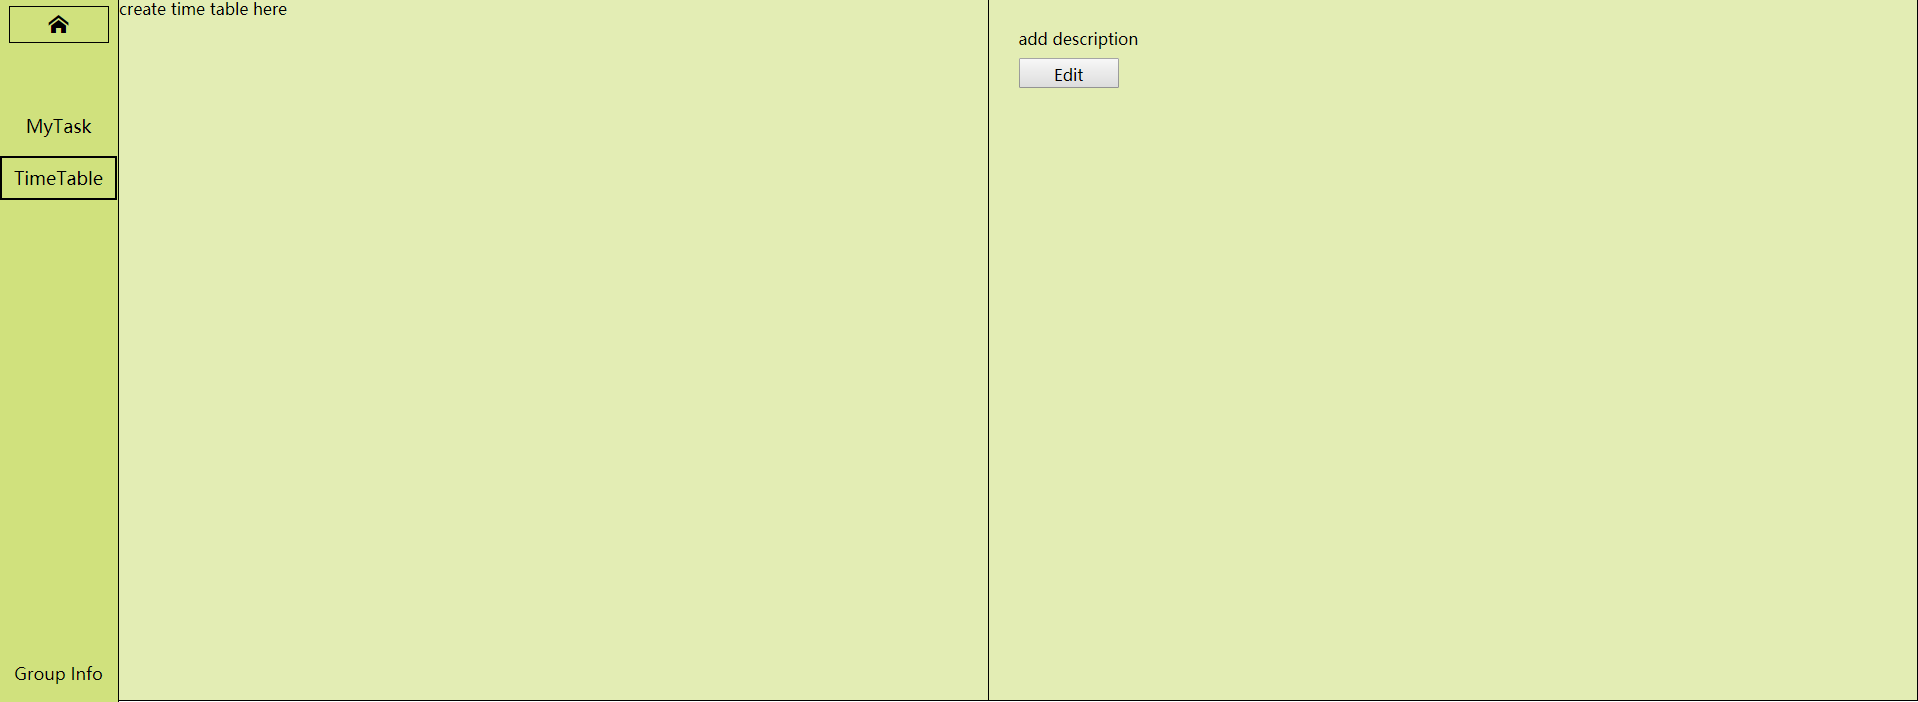 create time table here
add description
Edit
MyTask
TimeTable
Group Info